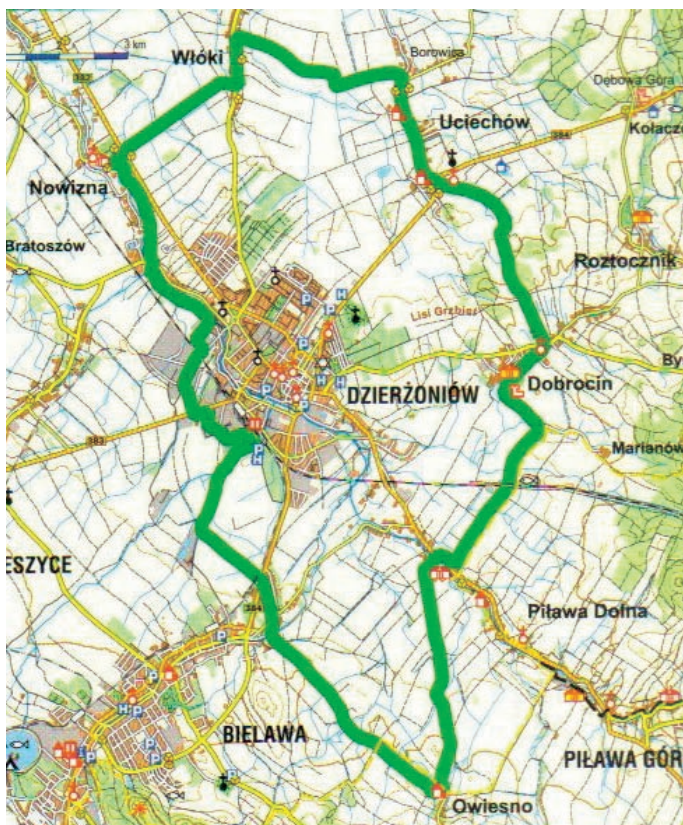 Włóki
3 km
382
Borowica
Dębowa Góra
Uciechów
384
Kołacz
Nowizna
Bratoszów
Roztocznik
Lisi Grzbiet
By
DZIERŻONIÓW
Dobrocin
383
Marianów
ESZYCE
384
Piława Dolna
BIELAWA
PIŁAWA GÓR
Owiesno
H
P